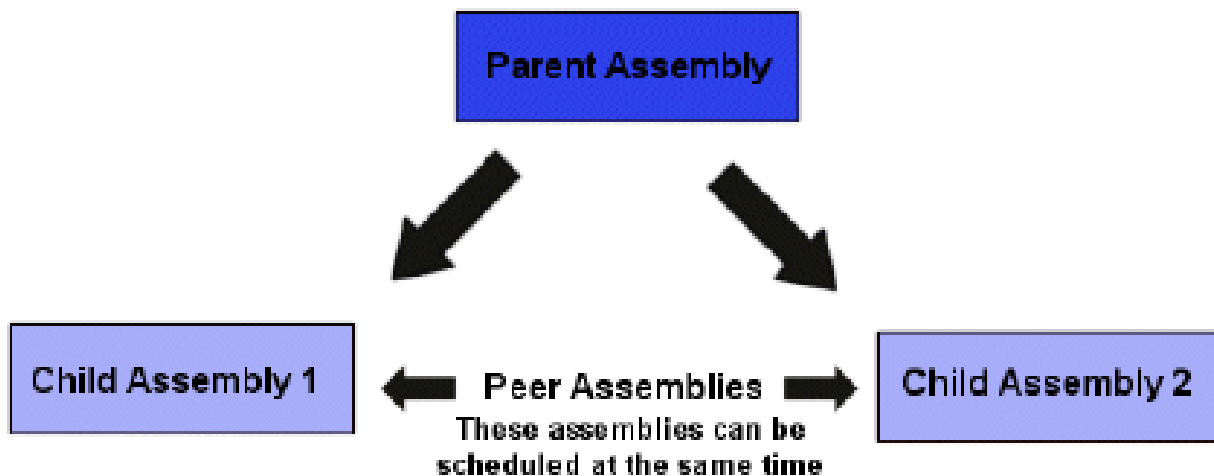 Parent Assembly
Child Assembly 1
Peer Assemblies
Child Assembly 2
These assemblies can be
scheduled at the same time